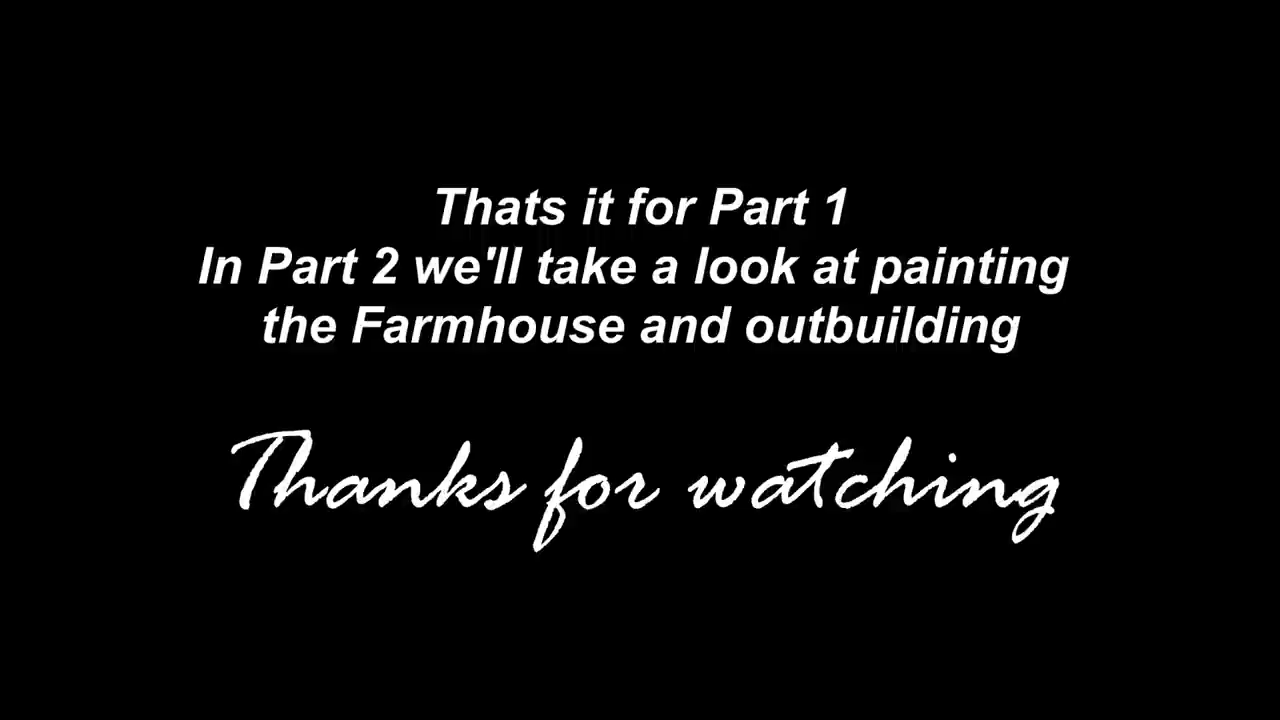 Thats it for Part 1
In Part 2 we'll take a look at painting
the Farmhouse and outbuilding
Thanks for watching